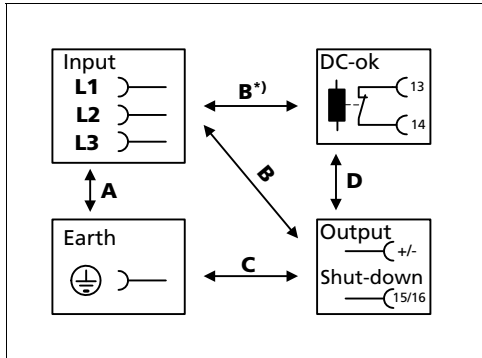 Input
L1
L2
L3
B*)
DC-ok
13
14
A
B
D
Earth
C
Output
+/-
Shut-down
15/16